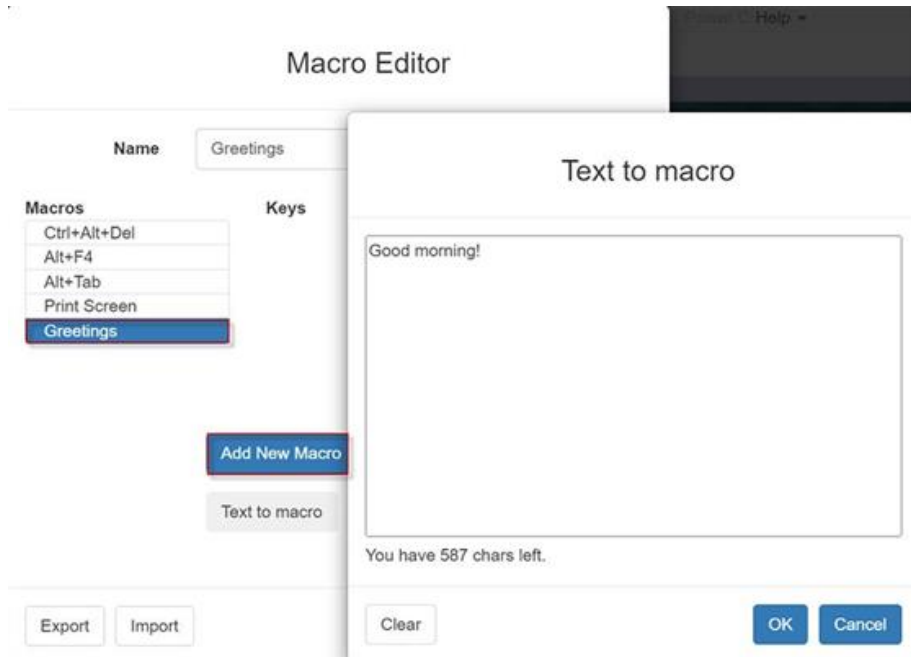 Help
Macro Editor
Name
Greetings
Macros
Keys
Ctrl+Alt+Del
Alt+F4
Alt+Tab
Print Screen
Greetings
Add New Macro
Text to macro
Export
Import
Text to macro
Good morning!
You have 587 chars left.
Clear
OK
Cancel